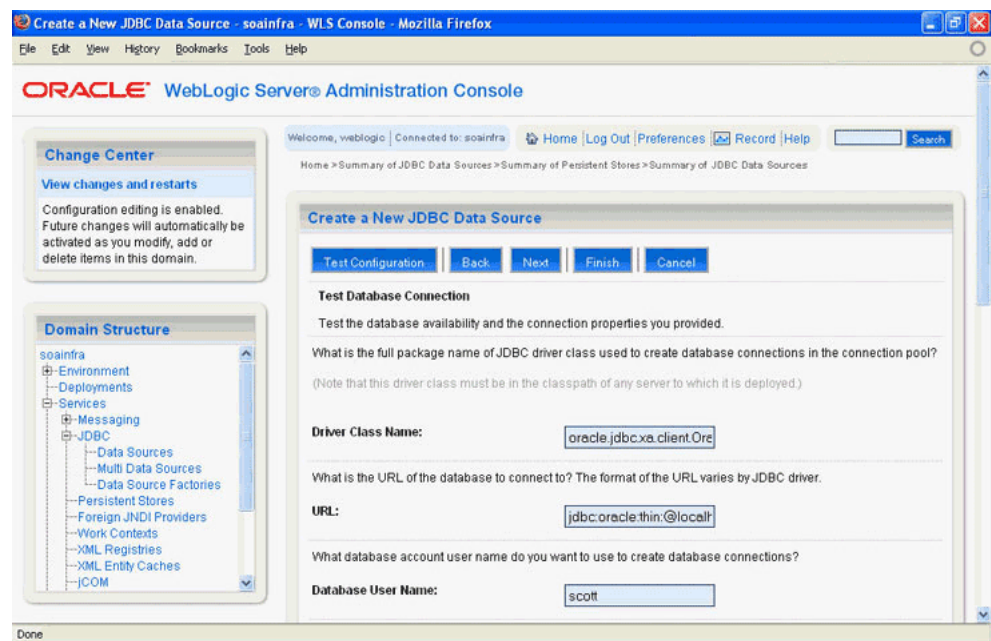 Create a New JDBC Data Source - soainfra - WLS Console - Mozilla Firefox
File Edit View History Bookmarks Tools Help
ORACLE WebLogic Server® Administration Console
Change Center
View changes and restarts
Configuration editing is enabled.
Future changes will automatically be
activated as you modify, add or
delete items in this domain.
Domain Structure
soainfra
Environment
Deployments
Services
Messaging
JDBC
Data Sources
Multi Data Sources
Data Source Factories
Persistent Stores
Foreign JNDI Providers
Work Contexts
XML Registries
XML Entity Caches
jCOM
Welcome, weblogic | Connected to: soainfra Home | Log Out | Preferences | Record | Help Search
Home >Summary of JDBC Data Sources >Summary of Persistent Stores >Summary of JDBC Data Sources
Create a New JDBC Data Source
Test Configuration Back Next Finish Cancel
Test Database Connection
Test the database availability and the connection properties you provided.
What is the full package name of JDBC driver class used to create database connections in the connection pool?
(Note that this driver class must be in the classpath of any server to which it is deployed.)
Driver Class Name: oracle.jdbc.xa.client.Ora
What is the URL of the database to connect to? The format of the URL varies by JDBC driver.
URL: jdbc:oracle:thin:@localh
What database account user name do you want to use to create database connections?
Database User Name: scott
Done